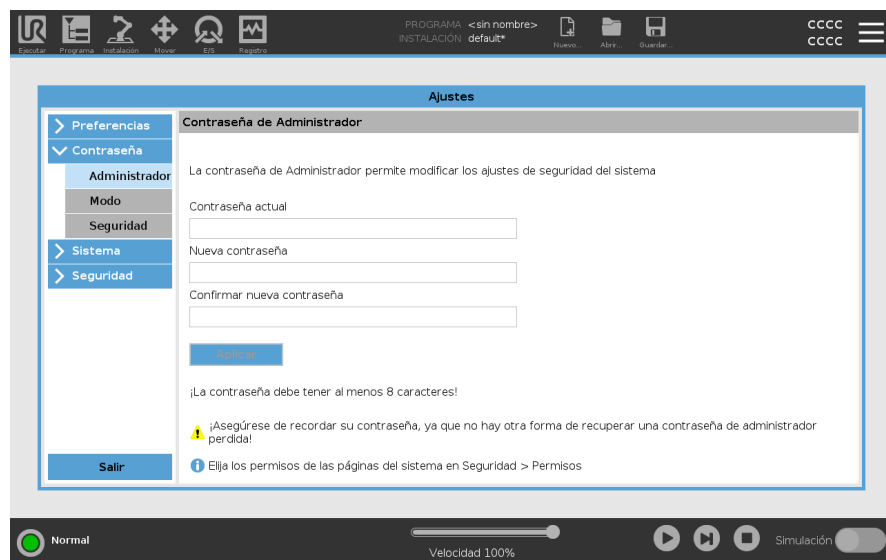 PROGRAMA <sin nombre>
INSTALACIÓN default*
CCCC
CCCC
Ejecutar Programa Instalación Mover E/S Registro
Nuevo... Abrir... Guardar...
Ajustes
Preferencias
Contraseña
Administrador
Modo
Seguridad
Sistema
Seguridad
Salir
Contraseña de Administrador
La contraseña de Administrador permite modificar los ajustes de seguridad del sistema
Contraseña actual
Nueva contraseña
Confirmar nueva contraseña
Aplicar
¡La contraseña debe tener al menos 8 caracteres!
¡Asegúrese de recordar su contraseña, ya que no hay otra forma de recuperar una contraseña de administrador
perdida!
Elija los permisos de las páginas del sistema en Seguridad > Permisos
Normal
Velocidad 100%
Simulación